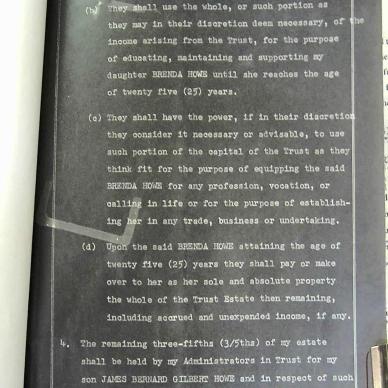 (b) They shall use the whole, or such portion as
they may in their discretion deem necessary, of the
income arising from the Trust, for the purpose
of educating, maintaining and supporting my
daughter BRENDA HOWE until she reaches the age
of twenty five (25) years.
(c) They shall have the power, if in their discretion
they consider it necessary or advisable, to use
such portion of the capital of the Trust as they
think fit for the purpose of equipping the said
BRENDA HOWE for any profession, vocation, or
calling in life or for the purpose of establish-
ing her in any trade, business or undertaking.
(d) Upon the said BRENDA HOWE attaining the age of
twenty five (25) years they shall pay or make
over to her as her sole and absolute property
the whole of the Trust Estate then remaining,
including accrued and unexpended income, if any.
4. The remaining three-fifths (3/5ths) of my estate
shall be held by my Administrators in Trust for my
son JAMES BERNARD GILBERT HOWE and in respect of such